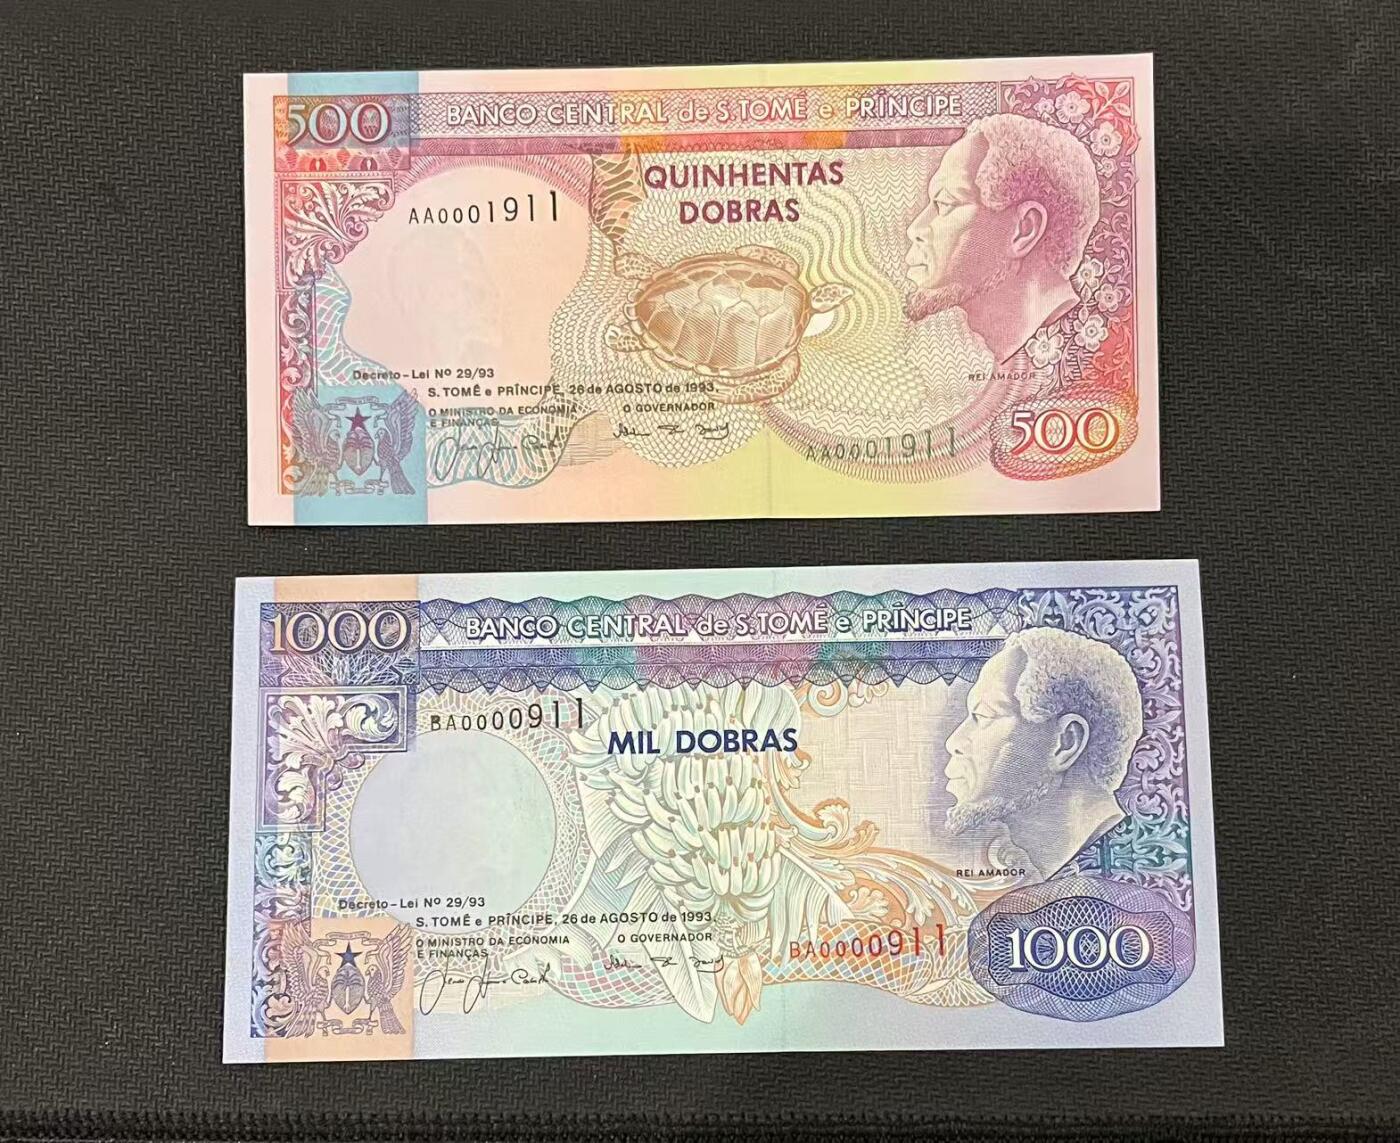 500
BANCO CENTRAL de S.TOMÉ e PRÍNCIPE
QUINHENTAS
DOBRAS
AA0001911
Decreto-Lei Nº 29/93
S. TOMÉ e PRÍNCIPE, 26 de AGOSTO de 1993.
O MINISTRO DA ECONOMIA
E FINANÇAS
O GOVERNADOR
REI AMADOR
AA0001911
500
1000
BANCO CENTRAL de S.TOMÉ e PRÍNCIPE
BA0000911
MIL DOBRAS
Decreto-Lei Nº 29/93
S. TOMÉ e PRÍNCIPE, 26 de AGOSTO de 1993.
O MINISTRO DA ECONOMIA
E FINANÇAS
O GOVERNADOR
REI AMADOR
BA0000911
1000